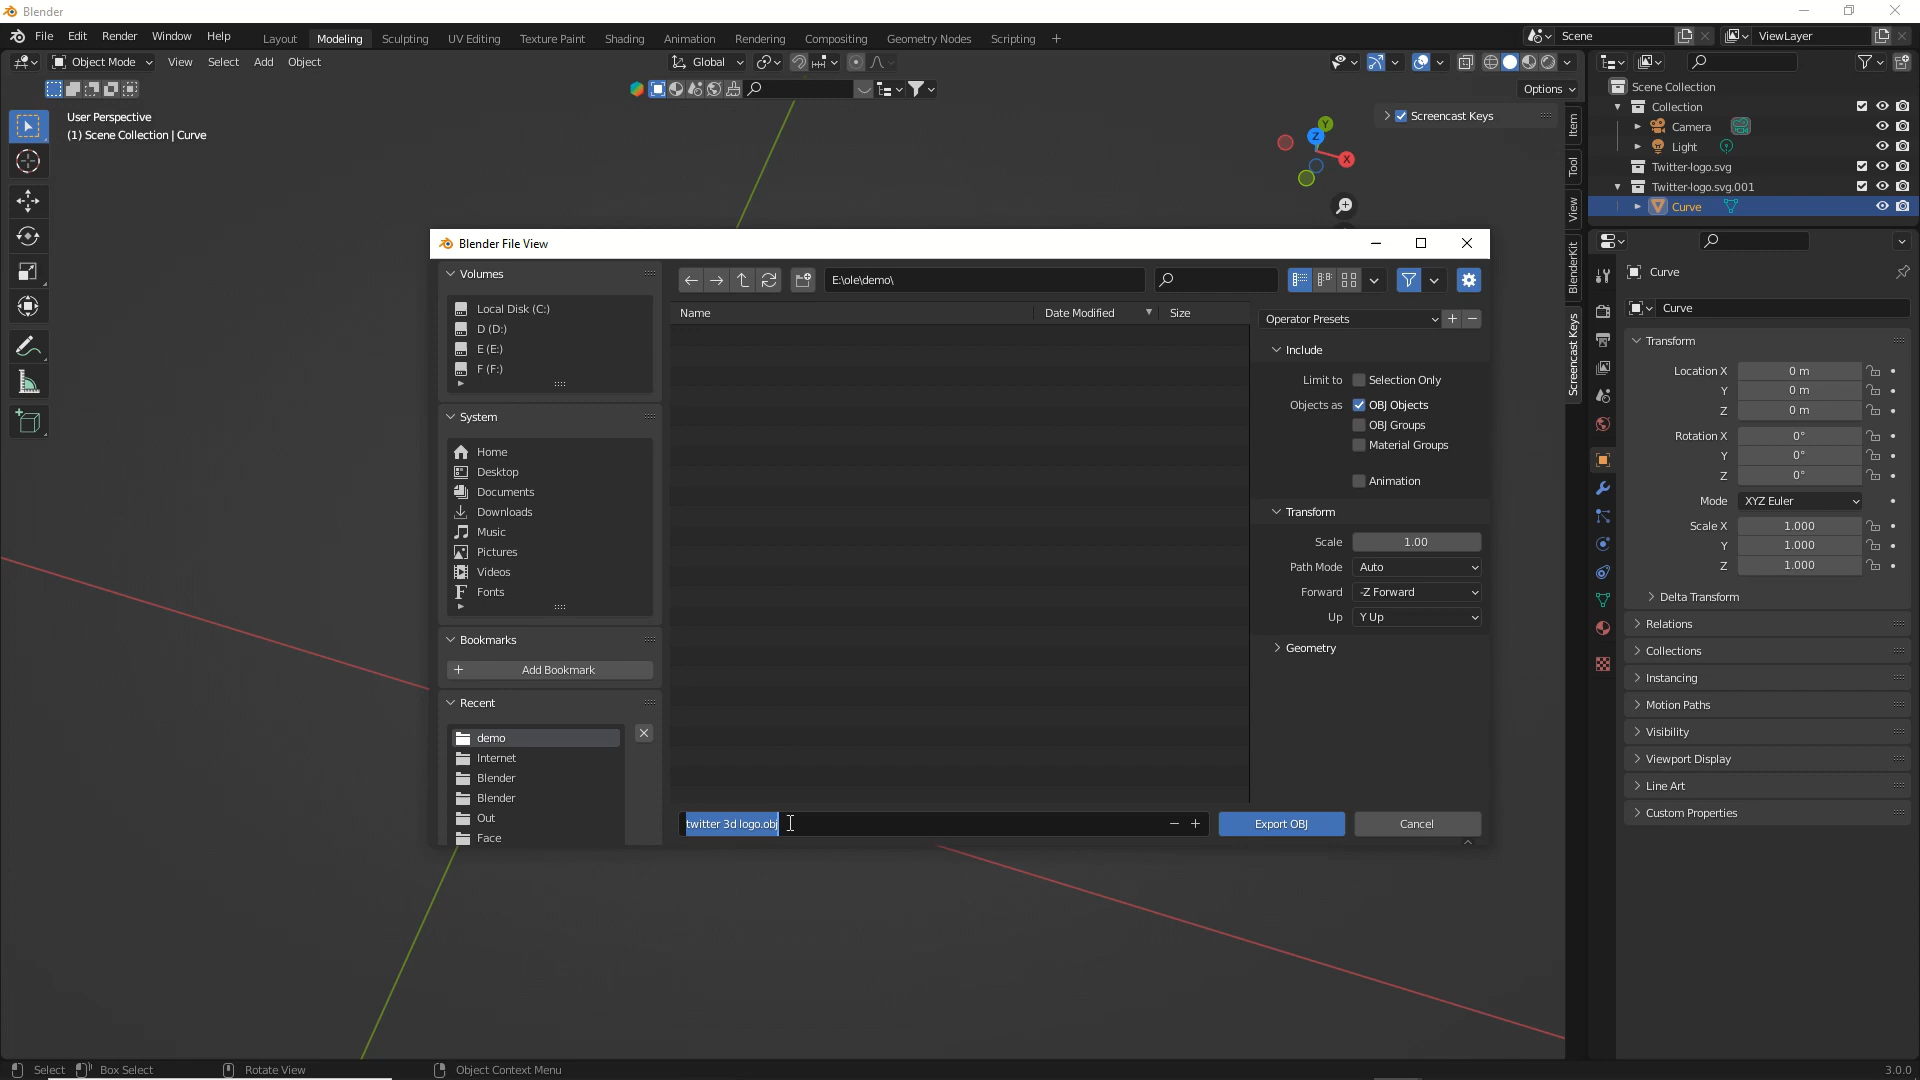 Blender
File Edit Render Window Help Layout Modeling Sculpting UV Editing Texture Paint Shading Animation Rendering Compositing Geometry Nodes Scripting + Scene ViewLayer
Object Mode View Select Add Object Global
Options
User Perspective
(1) Scene Collection | Curve
Screencast Keys
Y
Z
X
Item
Tool
View
BlenderKit
Screencast Keys
Scene Collection
Collection
Camera
Light
Twitter-logo.svg
Twitter-logo.svg.001
Curve
Blender File View
Volumes
Local Disk (C:)
D (D:)
E (E:)
F (F:)
System
Home
Desktop
Documents
Downloads
Music
Pictures
Videos
Fonts
Bookmarks
Add Bookmark
Recent
demo
Internet
Blender
Blender
Out
Face
E:\ole\demo\
Name Date Modified Size
twitter 3d logo.obj
Operator Presets
Include
Limit to Selection Only
Objects as OBJ Objects
OBJ Groups
Material Groups
Animation
Transform
Scale 1.00
Path Mode Auto
Forward -Z Forward
Up Y Up
Geometry
Export OBJ Cancel
Curve
Curve
Transform
Location X 0 m
Y 0 m
Z 0 m
Rotation X 0°
Y 0°
Z 0°
Mode XYZ Euler
Scale X 1.000
Y 1.000
Z 1.000
Delta Transform
Relations
Collections
Instancing
Motion Paths
Visibility
Viewport Display
Line Art
Custom Properties
Select Box Select Rotate View Object Context Menu 3.0.0